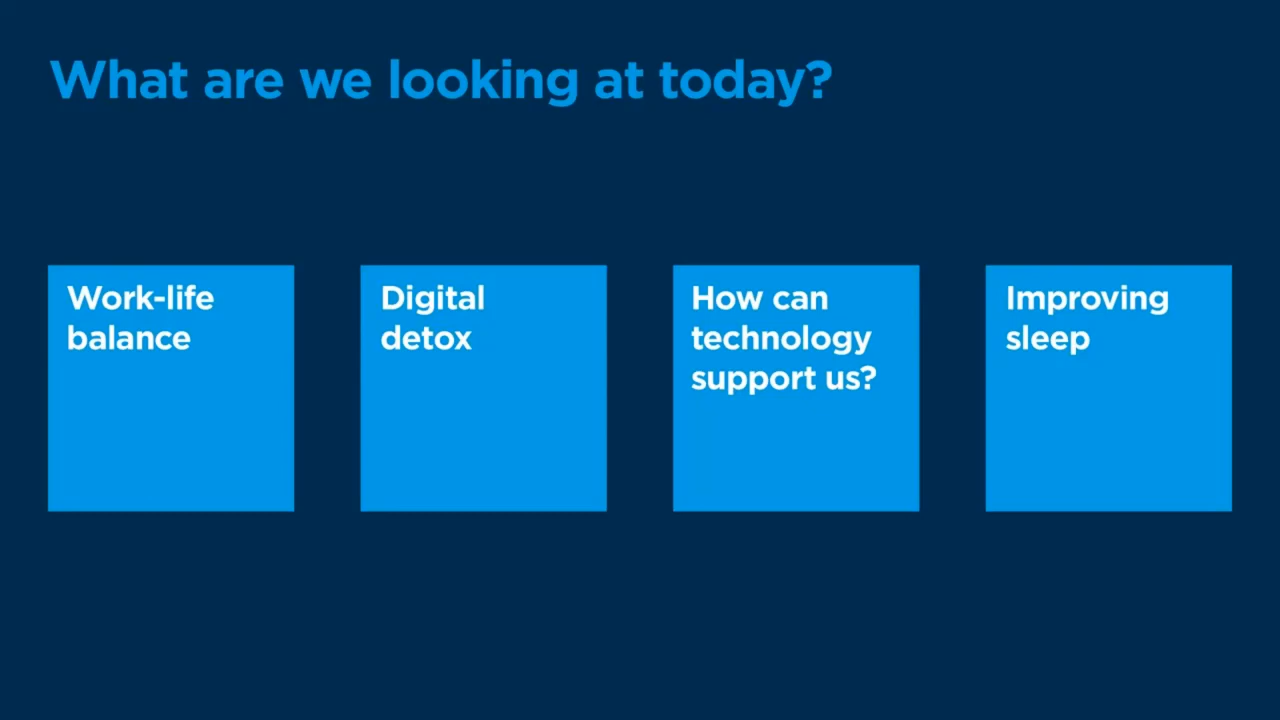 What are we looking at today?
Work-life
balance
Digital
detox
How can
technology
support us?
Improving
sleep